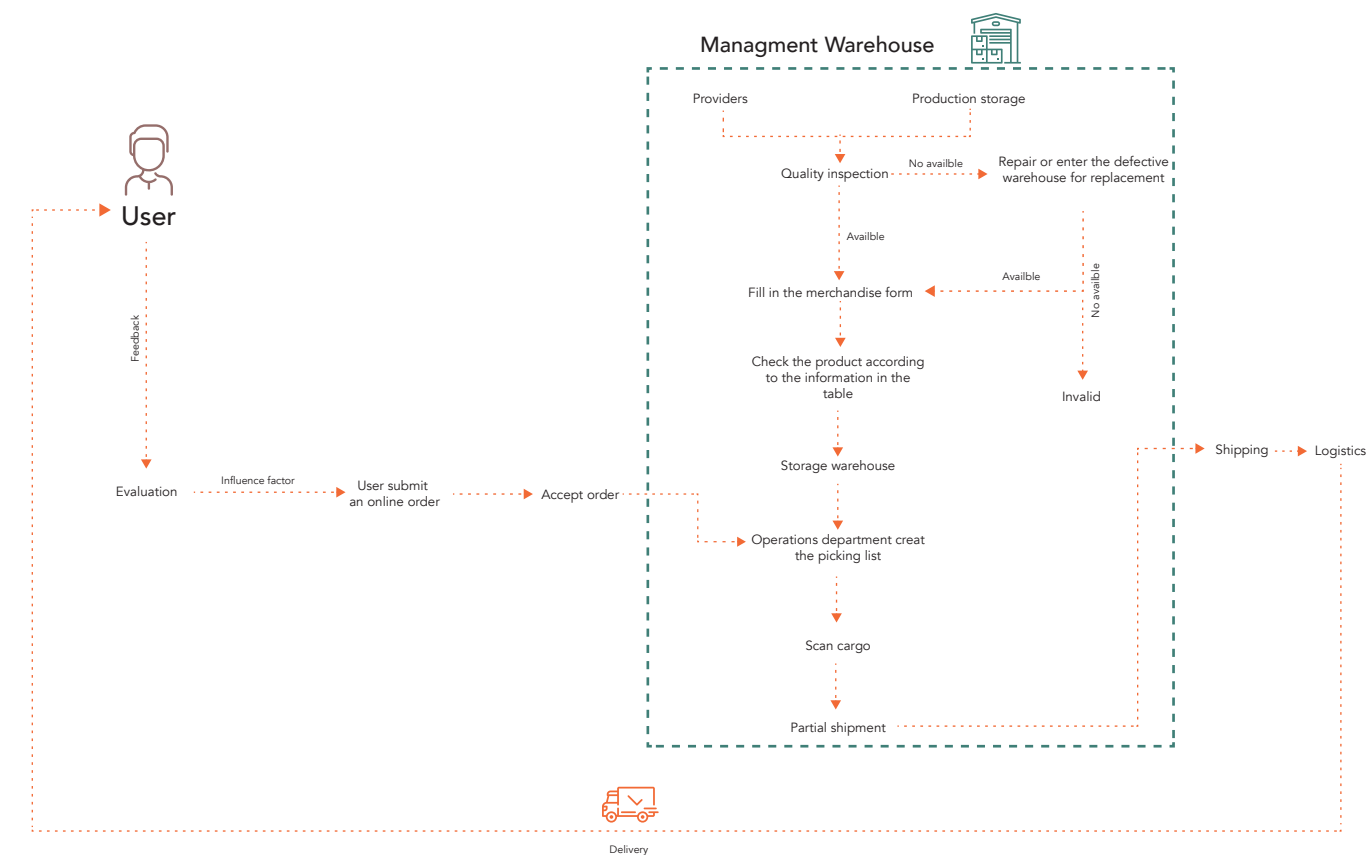 Managment Warehouse
Providers
Production storage
Quality inspection
No availble
Repair or enter the defective
warehouse for replacement
User
Availble
Fill in the merchandise form
Availble
No availble
Feedback
Check the product according
to the information in the
table
Invalid
Storage warehouse
Shipping
Logistics
Evaluation
Influence factor
User submit
an online order
Accept order
Operations department creat
the picking list
Scan cargo
Partial shipment
Delivery